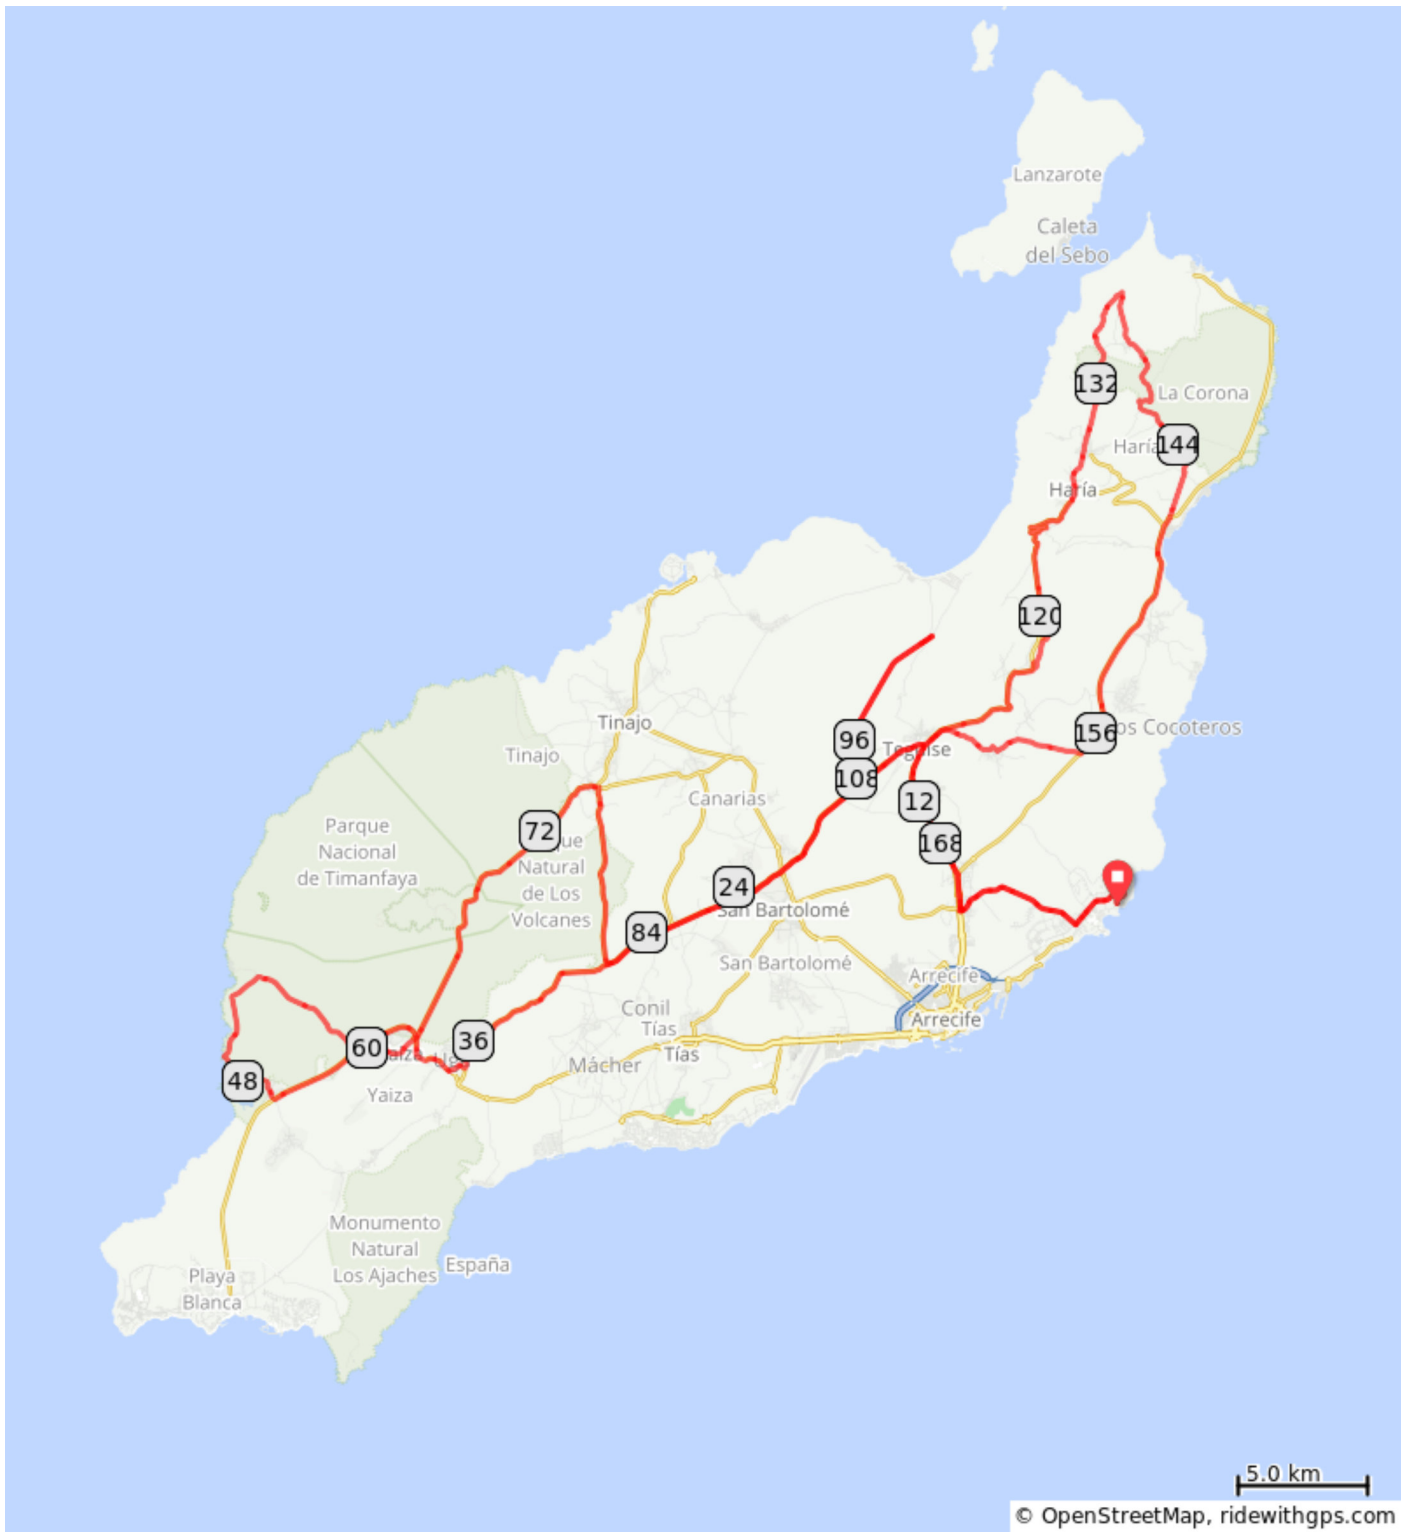 Lanzarote
Caleta
del Sebo
132
La Corona
Haría
144
Haría
120
Tinajo
96
156
os Cocoteros
Tinajo
108
Canarias
12
72
Parque
Nacional
de Timanfaya
que
Natural
de Los
Volcanes
168
24
San Bartolomé
84
San Bartolomé
Arrecife
Conil
Tías
Arrecife
36
60
Tías
Mácher
48
Yaiza
Monumento
Natural
Los Ajaches
España
Playa
Blanca
5.0 km
© OpenStreetMap, ridewithgps.com